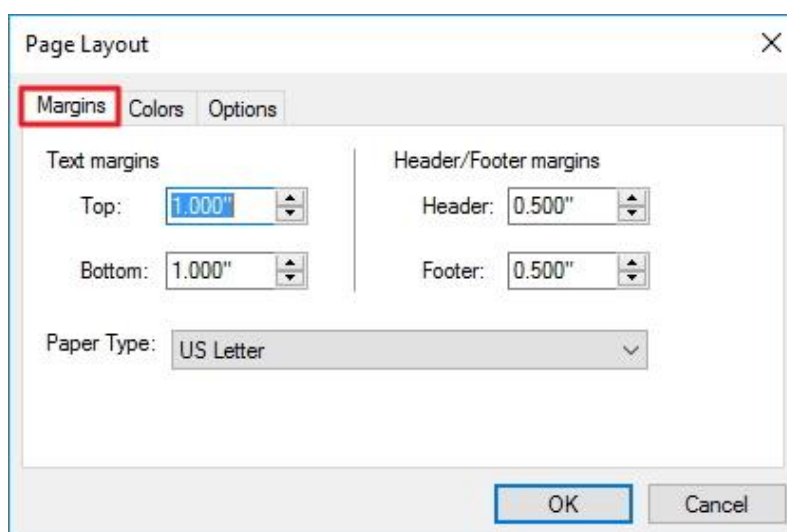 Page Layout
Margins Colors Options
Text margins Header/Footer margins
Top: 1.000" Header: 0.500"
Bottom: 1.000" Footer: 0.500"
Paper Type: US Letter
OK Cancel